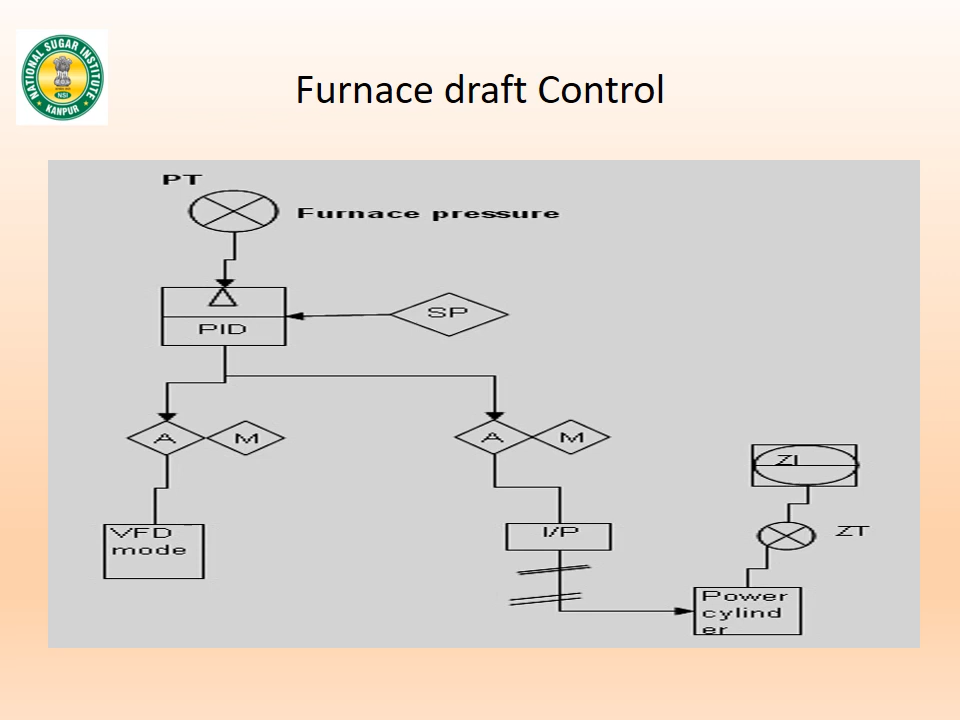 NATIONAL SUGAR INSTITUTE
NSI
KANPUR
Furnace draft Control
PT
Furnace pressure
SP
PID
A
M
A
M
ZI
VFD
mode
I/P
ZT
Power
cylind
er